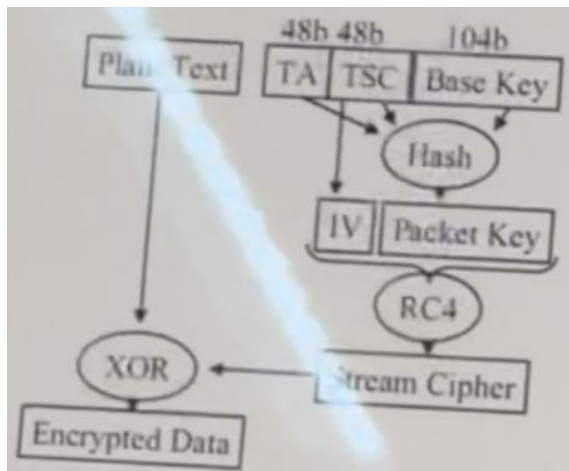 48b 48b 104b
Plain Text TA TSC Base Key
Hash
IV Packet Key
RC4
XOR Stream Cipher
Encrypted Data